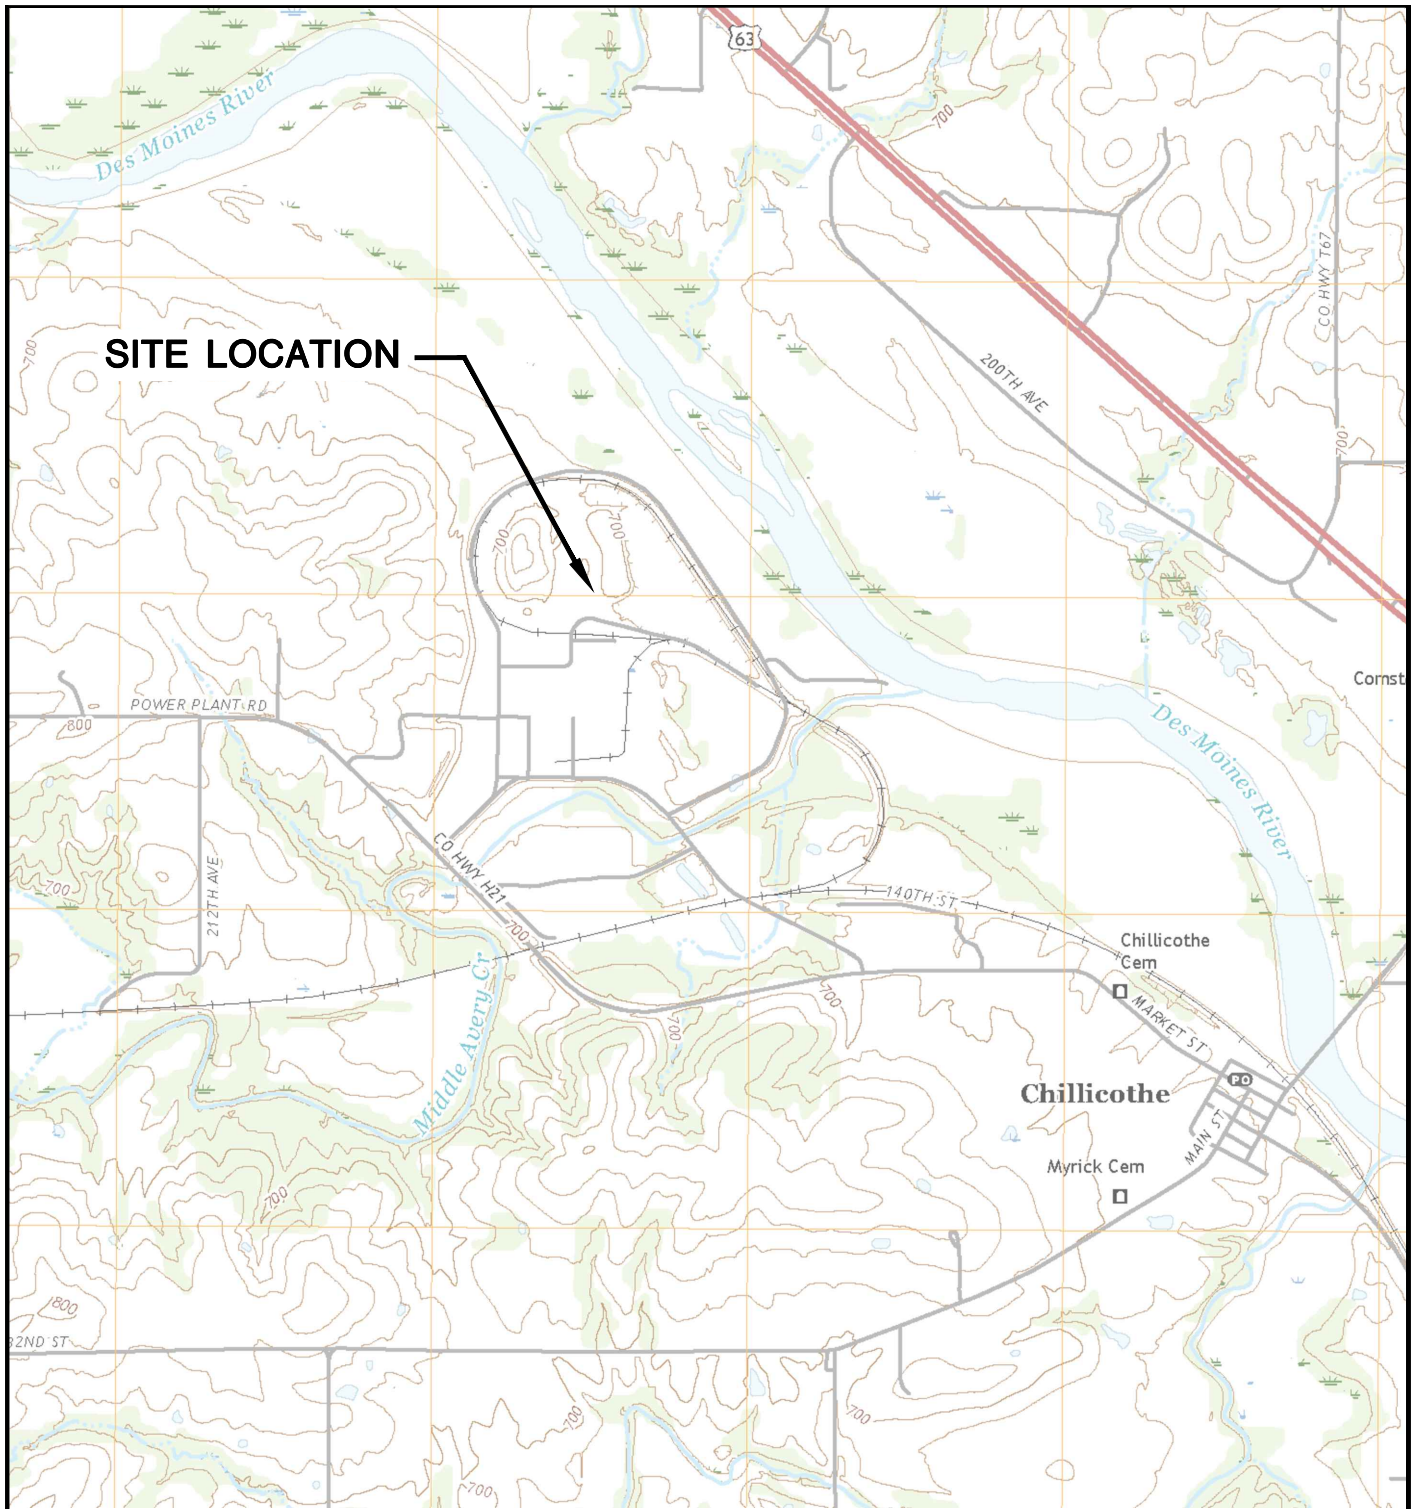 63
Des Moines River
700
CO HWY T67
700
SITE LOCATION
200TH AVE
700
700
700
Cornst
POWER PLANT RD
800
Des Moines River
CO HWY H21
212TH AVE
700
140TH ST
700
Chillicothe
Cem
Middle Avery Cr
700
MARKET ST
700
PO
Chillicothe
MAIN ST
Myrick Cem
700
800
32ND ST
700
700
700